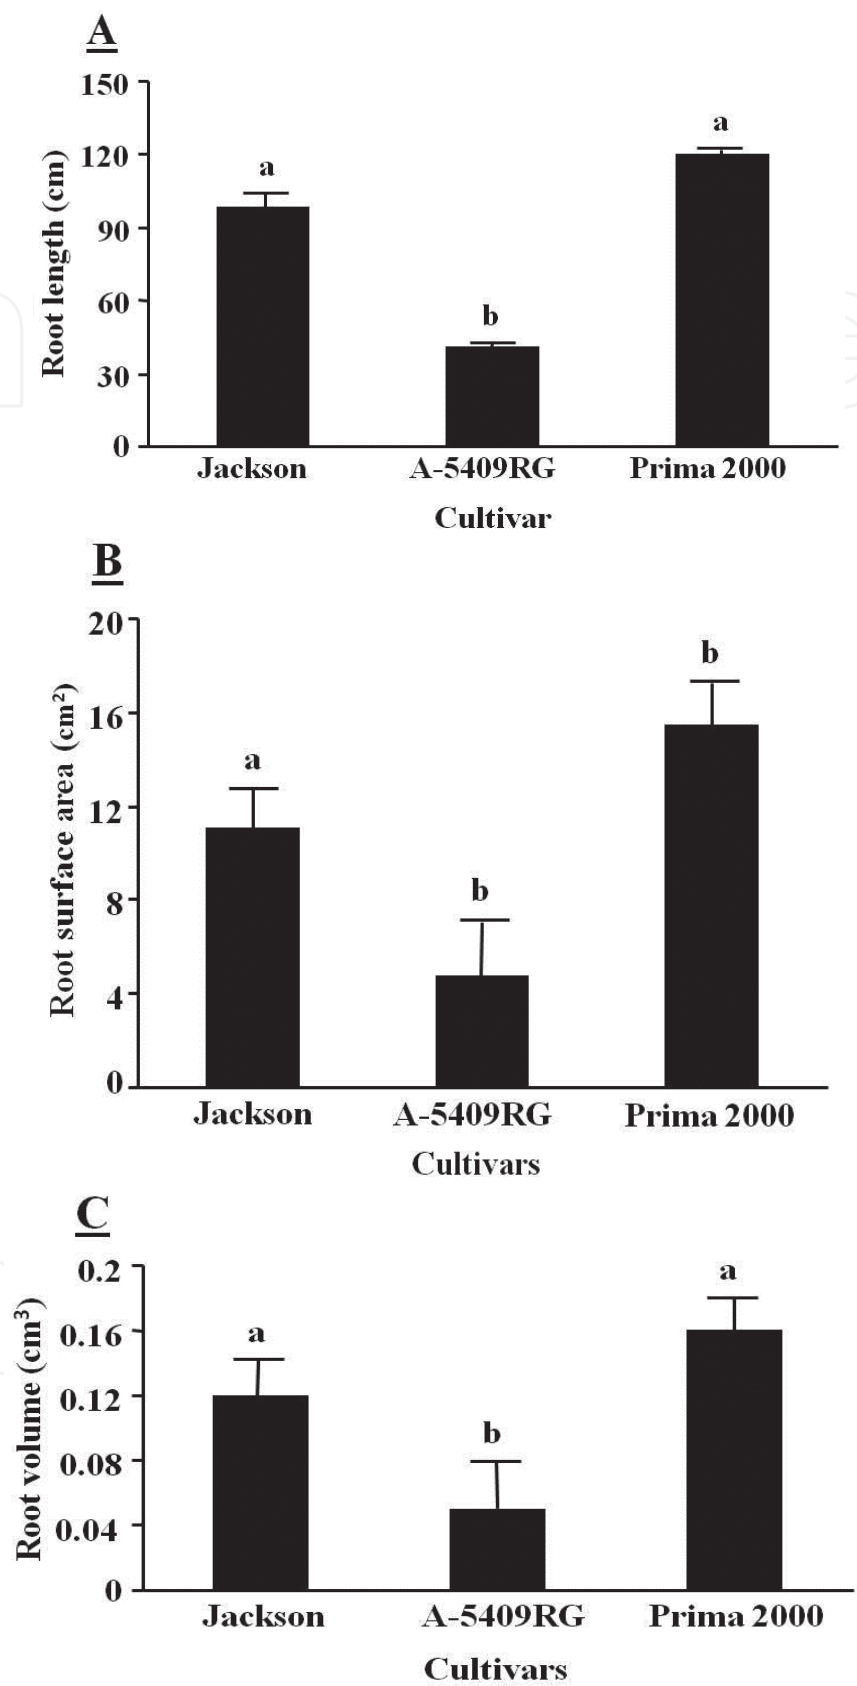 A
150
120
90
60
30
0
Root length (cm)
a
b
a
Jackson
A-5409RG
Prima 2000
Cultivar
B
20
16
12
8
4
0
Root surface area (cm²)
a
b
b
Jackson
A-5409RG
Prima 2000
Cultivars
C
0.2
0.16
0.12
0.08
0.04
0
Root volume (cm³)
a
b
a
Jackson
A-5409RG
Prima 2000
Cultivars